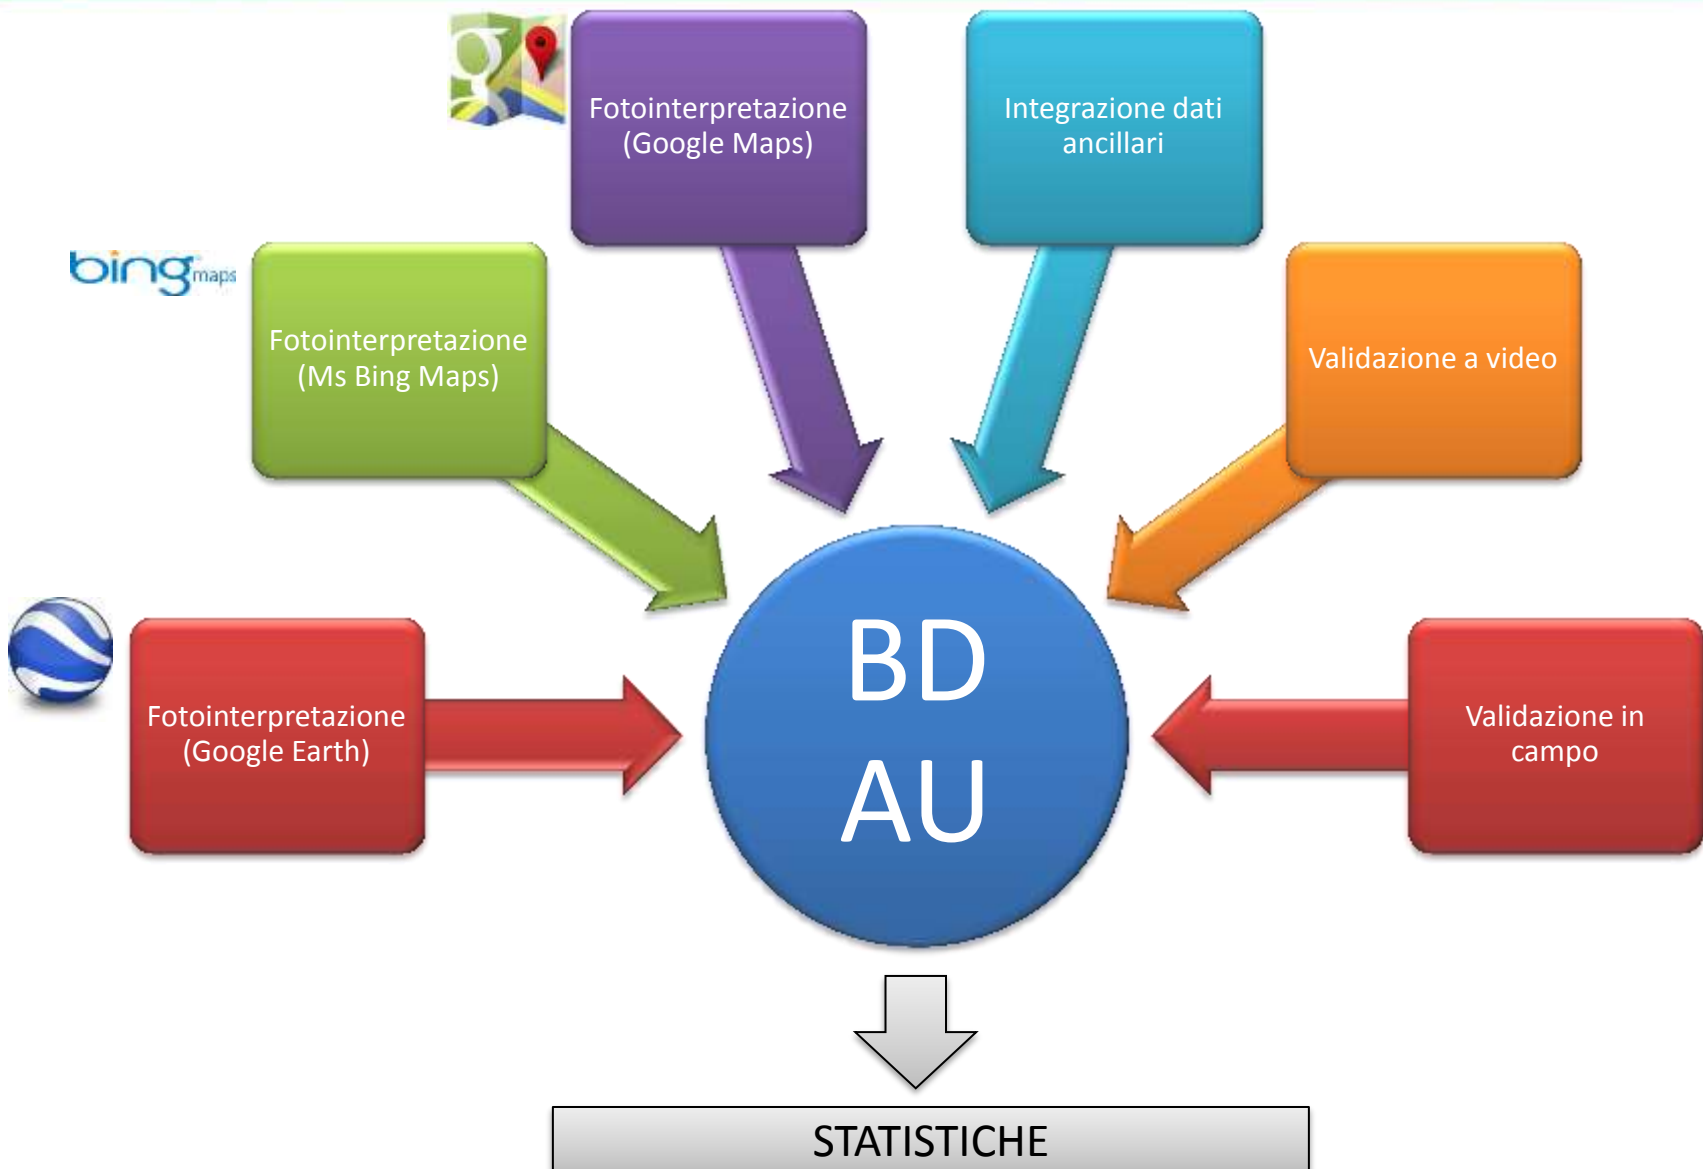 Fotointerpretazione
(Google Maps)
Integrazione dati
ancillari
bing maps
Fotointerpretazione
(Ms Bing Maps)
Validazione a video
Fotointerpretazione
(Google Earth)
BD
AU
Validazione in
campo
STATISTICHE